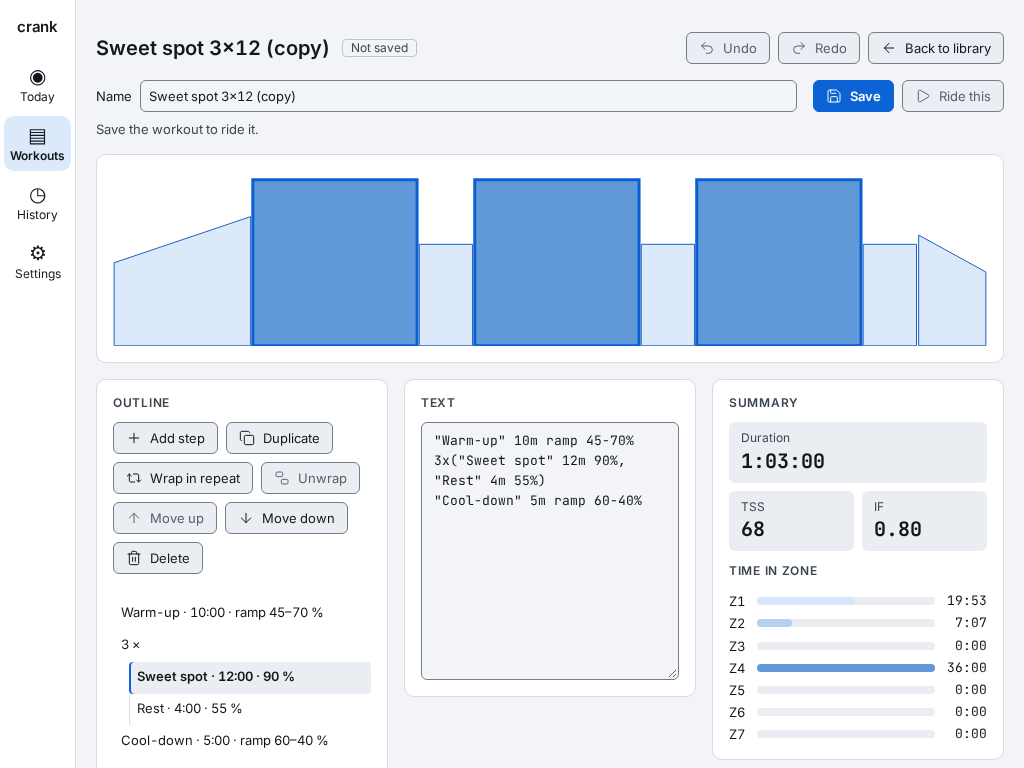 crank
Today
Workouts
History
Settings
Sweet spot 3×12 (copy)
Not saved
Undo
Redo
Back to library
Name
Sweet spot 3×12 (copy)
Save
Ride this
Save the workout to ride it.
OUTLINE
Add step
Duplicate
Wrap in repeat
Unwrap
Move up
Move down
Delete
Warm-up · 10:00 · ramp 45–70 %
3 ×
Sweet spot · 12:00 · 90 %
Rest · 4:00 · 55 %
Cool-down · 5:00 · ramp 60–40 %
TEXT
"Warm-up" 10m ramp 45-70%
3x("Sweet spot" 12m 90%,
"Rest" 4m 55%)
"Cool-down" 5m ramp 60-40%
SUMMARY
Duration
1:03:00
TSS
68
IF
0.80
TIME IN ZONE
Z1 19:53
Z2 7:07
Z3 0:00
Z4 36:00
Z5 0:00
Z6 0:00
Z7 0:00